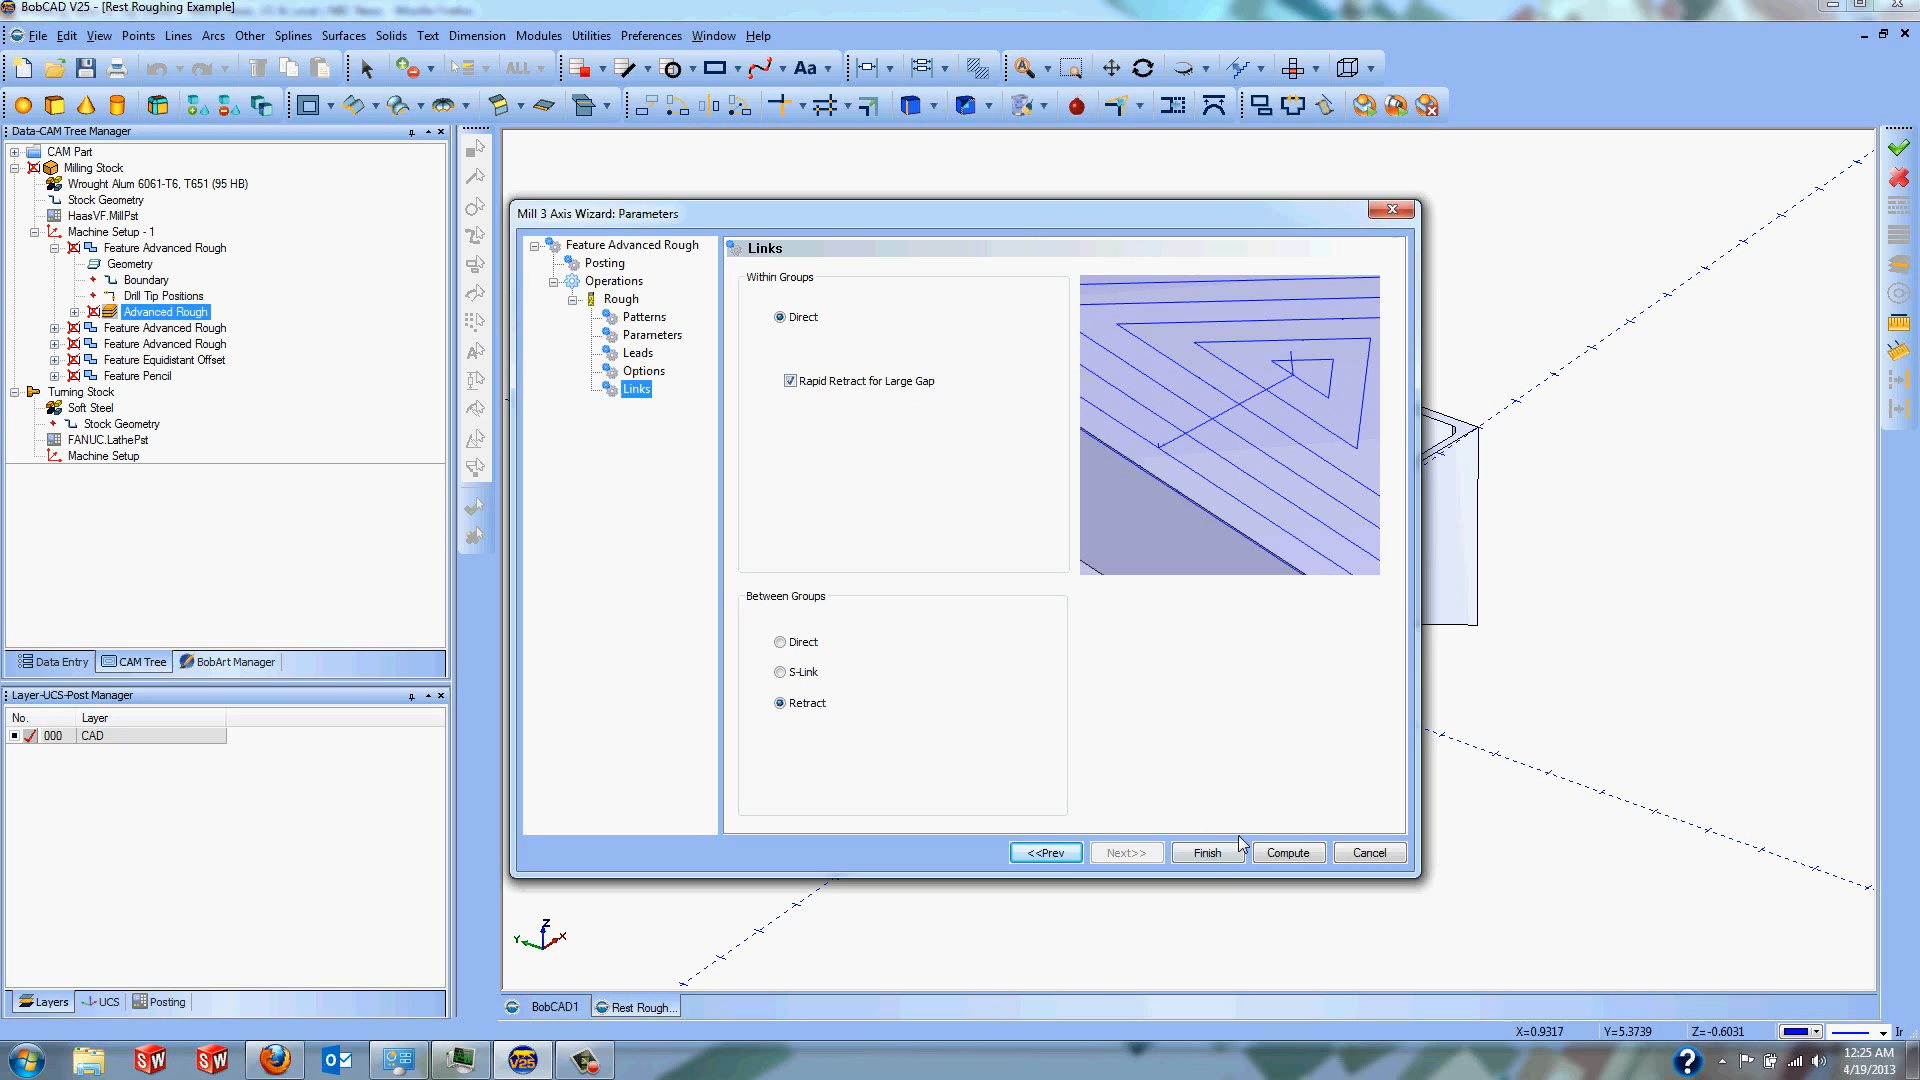 BobCAD V25 - [Rest Roughing Example]
File Edit View Points Lines Arcs Other Splines Surfaces Solids Text Dimension Modules Utilities Preferences Window Help
ALL
Aa
Data-CAM Tree Manager
CAM Part
Milling Stock
Wrought Alum 6061-T6, T651 (95 HB)
Stock Geometry
HaasVF.MillPst
Machine Setup - 1
Feature Advanced Rough
Geometry
Boundary
Drill Tip Positions
Advanced Rough
Feature Advanced Rough
Feature Advanced Rough
Feature Equidistant Offset
Feature Pencil
Turning Stock
Soft Steel
Stock Geometry
FANUC.LathePst
Machine Setup
Data Entry CAM Tree BobArt Manager
Layer-UCS-Post Manager
No. Layer
000 CAD
Layers UCS Posting
Mill 3 Axis Wizard: Parameters
Feature Advanced Rough
Posting
Operations
Rough
Patterns
Parameters
Leads
Options
Links
Links
Within Groups
Direct
Rapid Retract for Large Gap
Between Groups
Direct
S-Link
Retract
<<Prev Next>> Finish Compute Cancel
Z
Y X
BobCAD1 Rest Rough...
X=0.9317 Y=5.3739 Z=-0.6031 Ir
SW SW V25
12:25 AM
4/19/2013